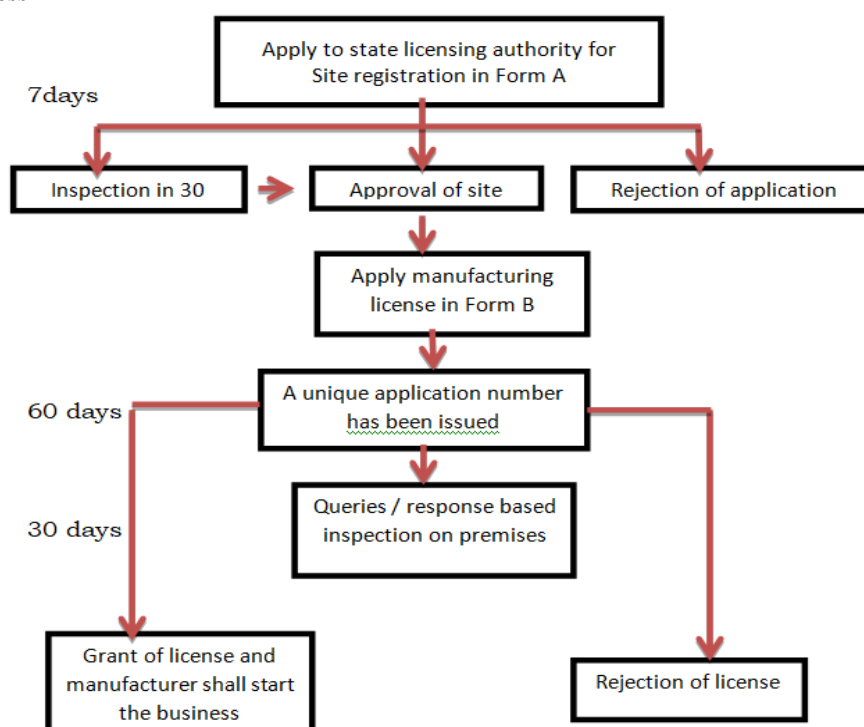 Apply to state licensing authority for
Site registration in Form A
7days
Inspection in 30
Approval of site
Rejection of application
Apply manufacturing
license in Form B
A unique application number
has been issued
60 days
Queries / response based
inspection on premises
30 days
Grant of license and
manufacturer shall start
the business
Rejection of license